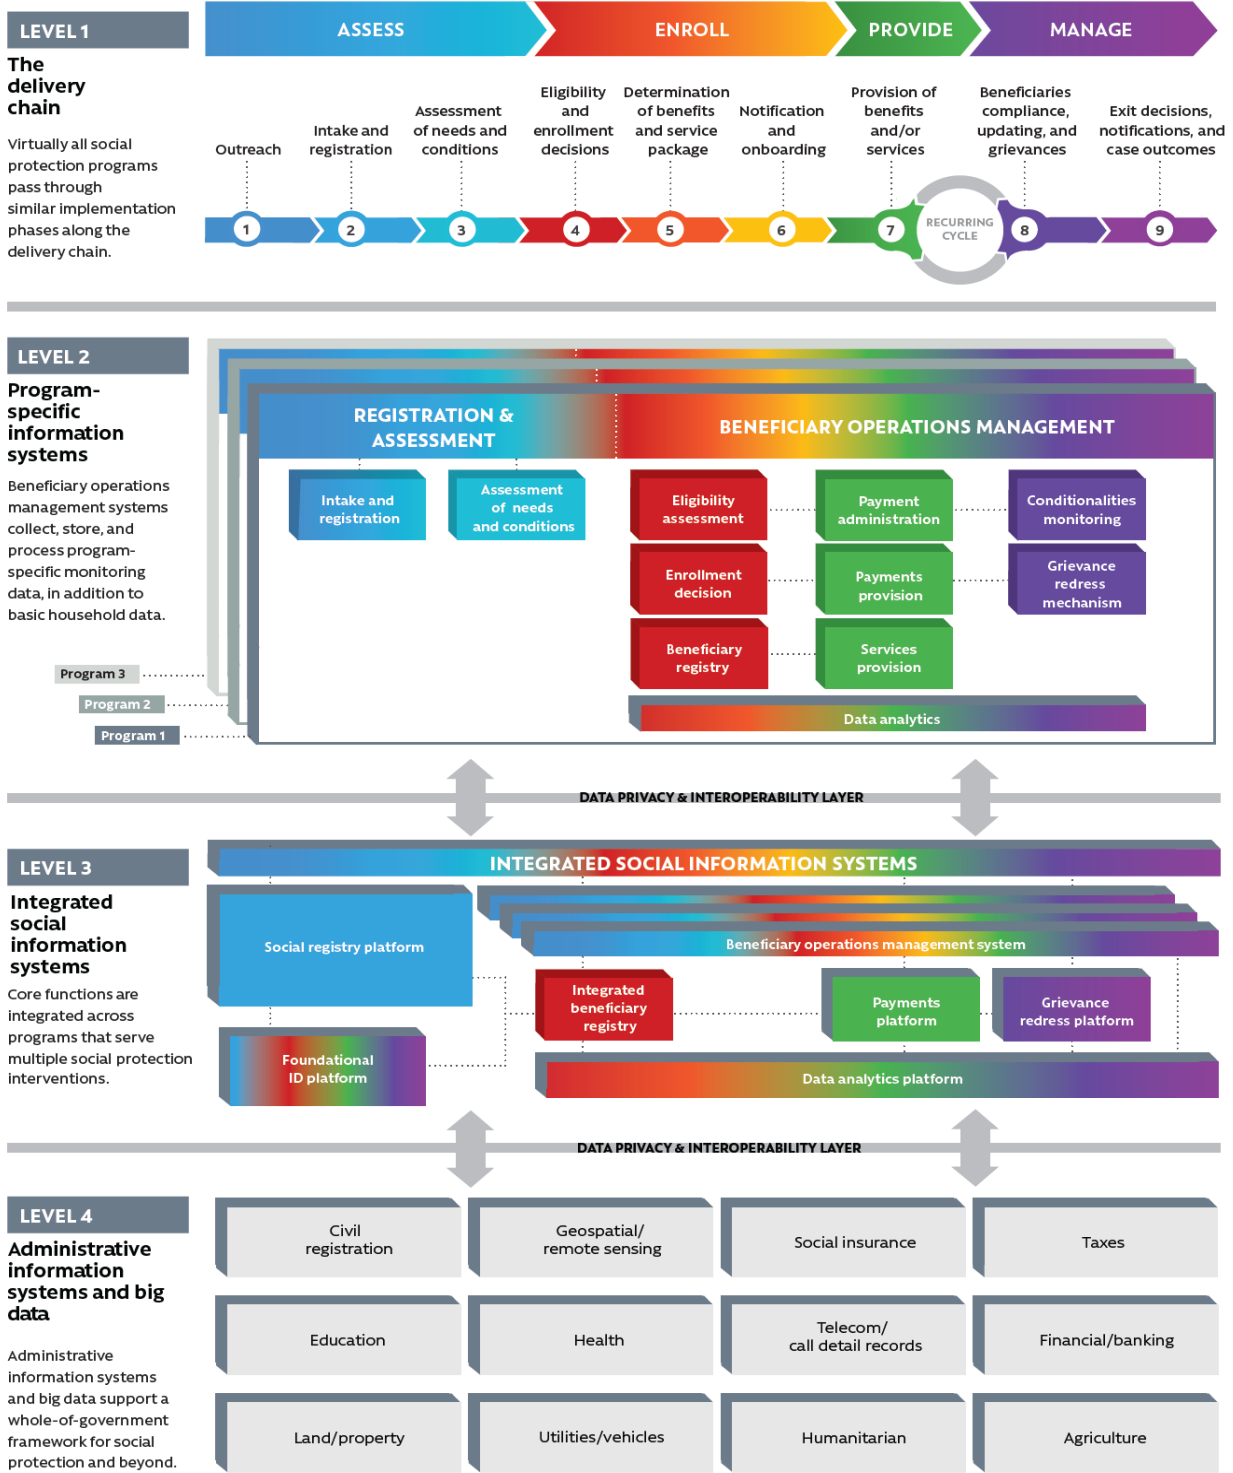 LEVEL 1
The
delivery
chain
Virtually all social
protection programs
pass through
similar implementation
phases along the
delivery chain.
ASSESS
ENROLL
PROVIDE
MANAGE
Outreach
Intake and
registration
Assessment
of needs and
conditions
Eligibility
and
enrollment
decisions
Determination
of benefits
and service
package
Notification
and
onboarding
Provision of
benefits
and/or
services
Beneficiaries
compliance,
updating, and
grievances
Exit decisions,
notifications, and
case outcomes
1
2
3
4
5
6
7
RECURRING
CYCLE
8
9
LEVEL 2
Program-
specific
information
systems
Beneficiary operations
management systems
collect, store, and
process program-
specific monitoring
data, in addition to
basic household data.
Program 3
Program 2
Program 1
REGISTRATION &
ASSESSMENT
BENEFICIARY OPERATIONS MANAGEMENT
Intake and
registration
Assessment
of needs
and conditions
Eligibility
assessment
Payment
administration
Conditionalities
monitoring
Enrollment
decision
Payments
provision
Grievance
redress
mechanism
Beneficiary
registry
Services
provision
Data analytics
DATA PRIVACY & INTEROPERABILITY LAYER
LEVEL 3
Integrated
social
information
systems
Core functions are
integrated across
programs that serve
multiple social protection
interventions.
INTEGRATED SOCIAL INFORMATION SYSTEMS
Social registry platform
Beneficiary operations management system
Integrated
beneficiary
registry
Payments
platform
Grievance
redress platform
Foundational
ID platform
Data analytics platform
DATA PRIVACY & INTEROPERABILITY LAYER
LEVEL 4
Administrative
information
systems and big
data
Administrative
information systems
and big data support a
whole-of-government
framework for social
protection and beyond.
Civil
registration
Geospatial/
remote sensing
Social insurance
Taxes
Education
Health
Telecom/
call detail records
Financial/banking
Land/property
Utilities/vehicles
Humanitarian
Agriculture